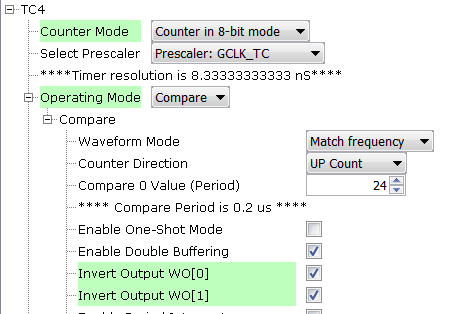 TC4
Counter Mode Counter in 8-bit mode
Select Prescaler Prescaler: GCLK_TC
****Timer resolution is 8.33333333333 nS****
Operating Mode Compare
Compare
Waveform Mode Match frequency
Counter Direction UP Count
Compare 0 Value (Period) 24
**** Compare Period is 0.2 us ****
Enable One-Shot Mode
Enable Double Buffering
Invert Output WO[0]
Invert Output WO[1]